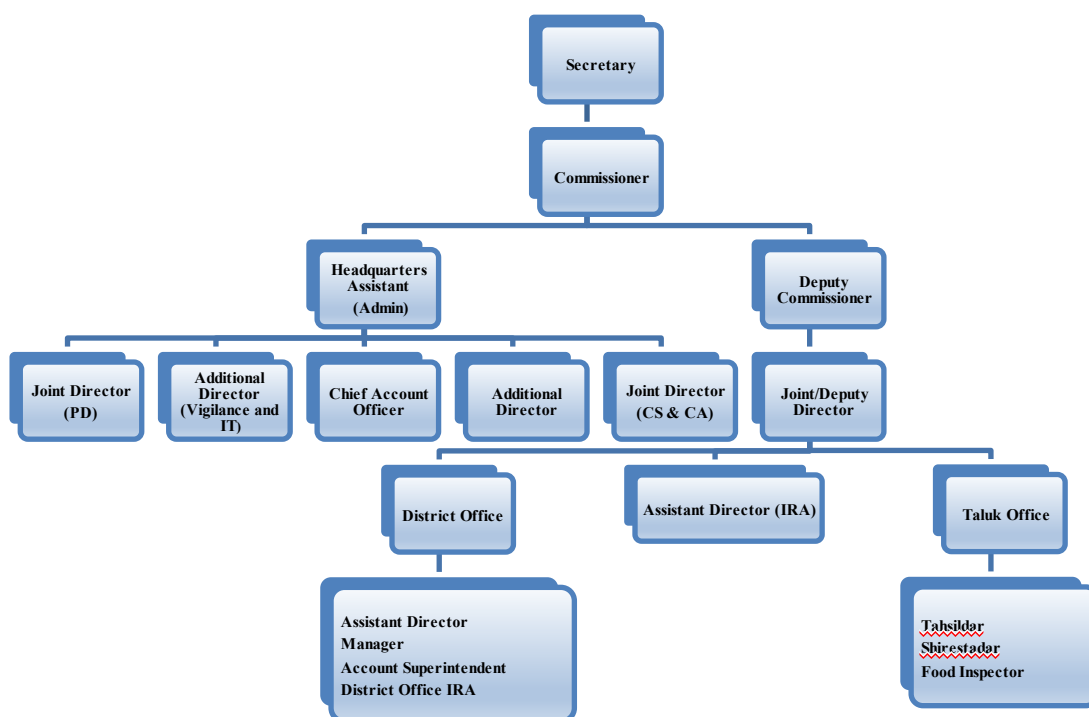 Secretary
Commissioner
Headquarters
Assistant
(Admin)
Deputy
Commissioner
Joint Director
(PD)
Additional
Director
(Vigilance and
IT)
Chief Account
Officer
Additional
Director
Joint Director
(CS & CA)
Joint/Deputy
Director
District Office
Assistant Director (IRA)
Taluk Office
Assistant Director
Manager
Account Superintendent
District Office IRA
Tahsildar
Shirestadar
Food Inspector